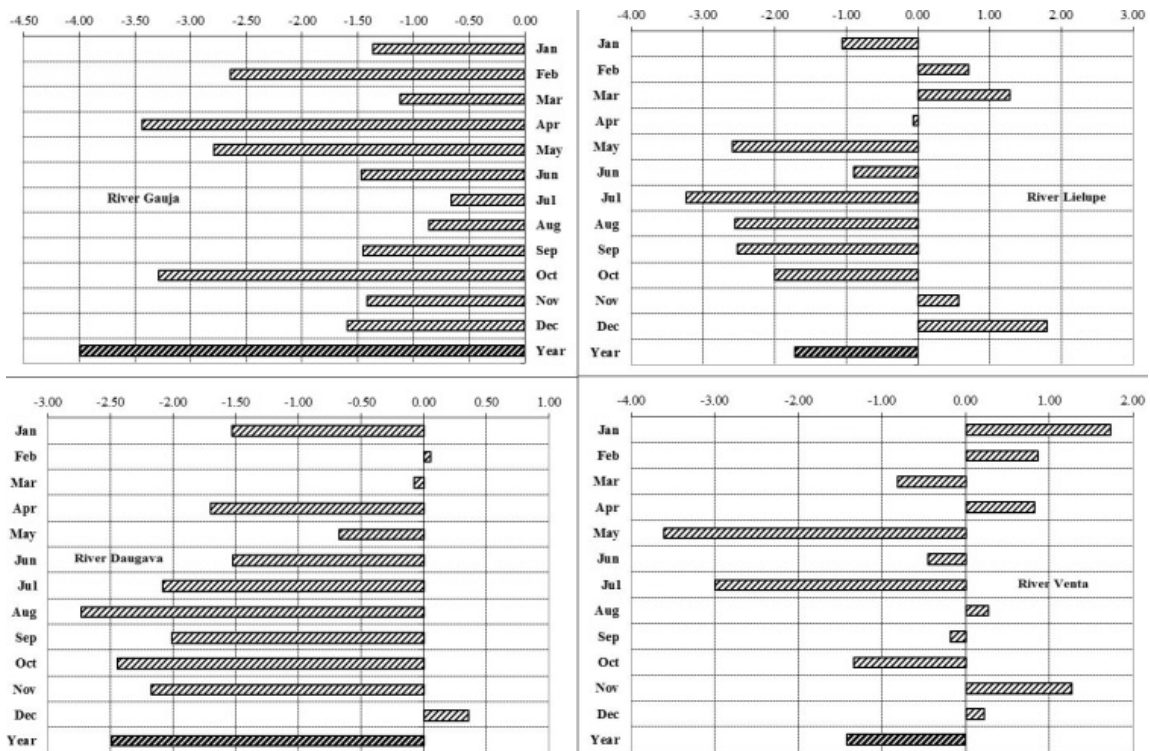 -4.50 -4.00 -3.50 -3.00 -2.50 -2.00 -1.50 -1.00 -0.50 0.00
Jan
Feb
Mar
Apr
May
Jun
River Gauja Jul
Aug
Sep
Oct
Nov
Dec
Year
-4.00 -3.00 -2.00 -1.00 0.00 1.00 2.00 3.00
Jan
Feb
Mar
Apr
May
Jun
Jul River Lielupe
Aug
Sep
Oct
Nov
Dec
Year
-3.00 -2.50 -2.00 -1.50 -1.00 -0.50 0.00 0.50 1.00
Jan
Feb
Mar
Apr
May
Jun River Daugava
Jul
Aug
Sep
Oct
Nov
Dec
Year
-4.00 -3.00 -2.00 -1.00 0.00 1.00 2.00
Jan
Feb
Mar
Apr
May
Jun
Jul River Venta
Aug
Sep
Oct
Nov
Dec
Year